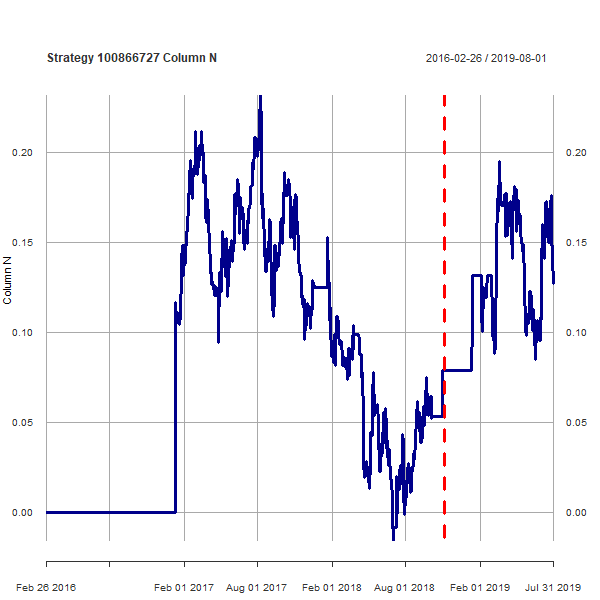 Strategy 100866727 Column N
2016-02-26 / 2019-08-01
0.20
0.15
0.10
0.05
0.00
Column N
0.20
0.15
0.10
0.05
0.00
Feb 26 2016
Feb 01 2017
Aug 01 2017
Feb 01 2018
Aug 01 2018
Feb 01 2019
Jul 31 2019